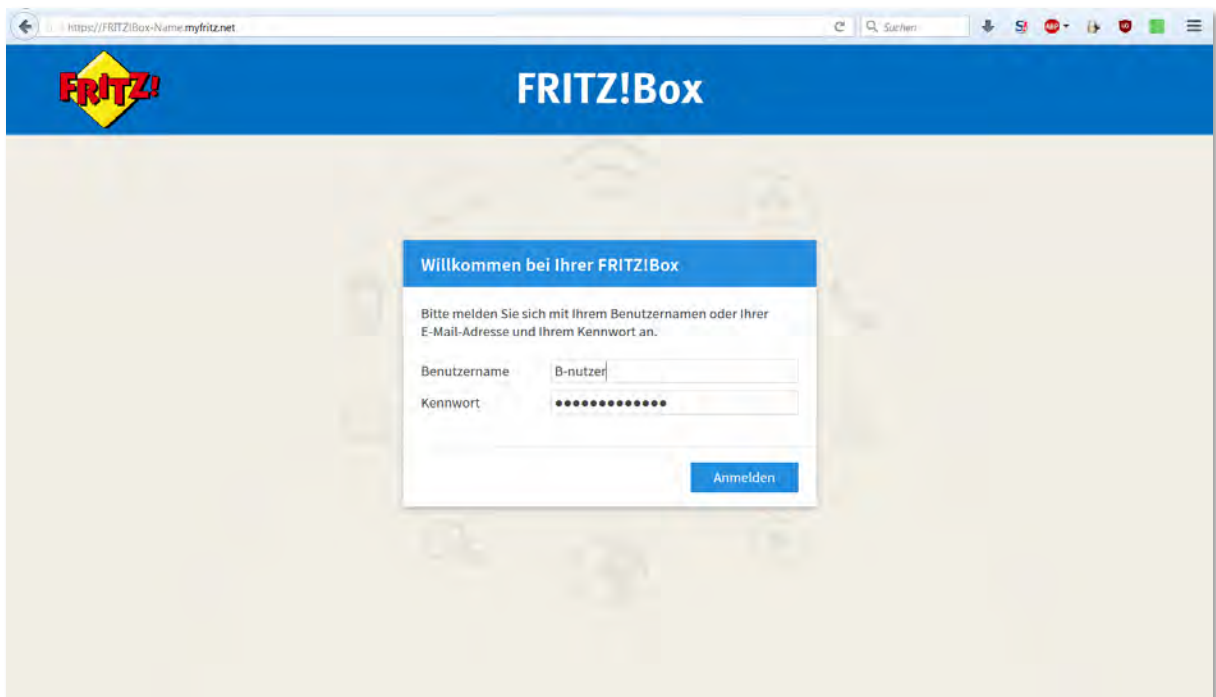 https://FRITZ!Box-Name.myfritz.net
Suchen
ABP
FRITZ!
FRITZ!Box
Willkommen bei Ihrer FRITZ!Box
Bitte melden Sie sich mit Ihrem Benutzernamen oder Ihrer
E-Mail-Adresse und Ihrem Kennwort an.
Benutzername B-nutzer
Kennwort •••••••••••••
Anmelden